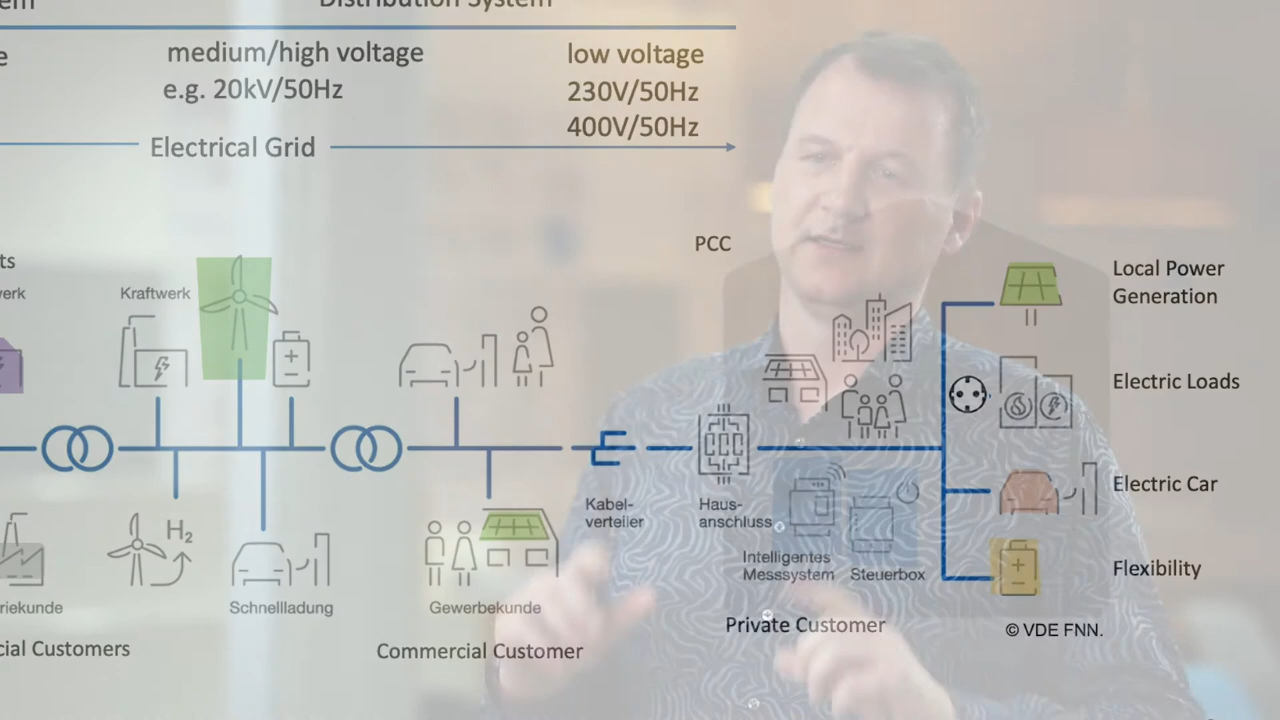 Distribution System
medium/high voltage
e.g. 20kV/50Hz
low voltage
230V/50Hz
400V/50Hz
Electrical Grid
PCC
Kraftwerk
H₂
Schnellladung
Gewerbekunde
Commercial Customer
Customers
Kabel-
verteiler
Haus-
anschluss
Intelligentes
Messsystem
Steuerbox
Private Customer
Local Power
Generation
Electric Loads
Electric Car
Flexibility
© VDE FNN.